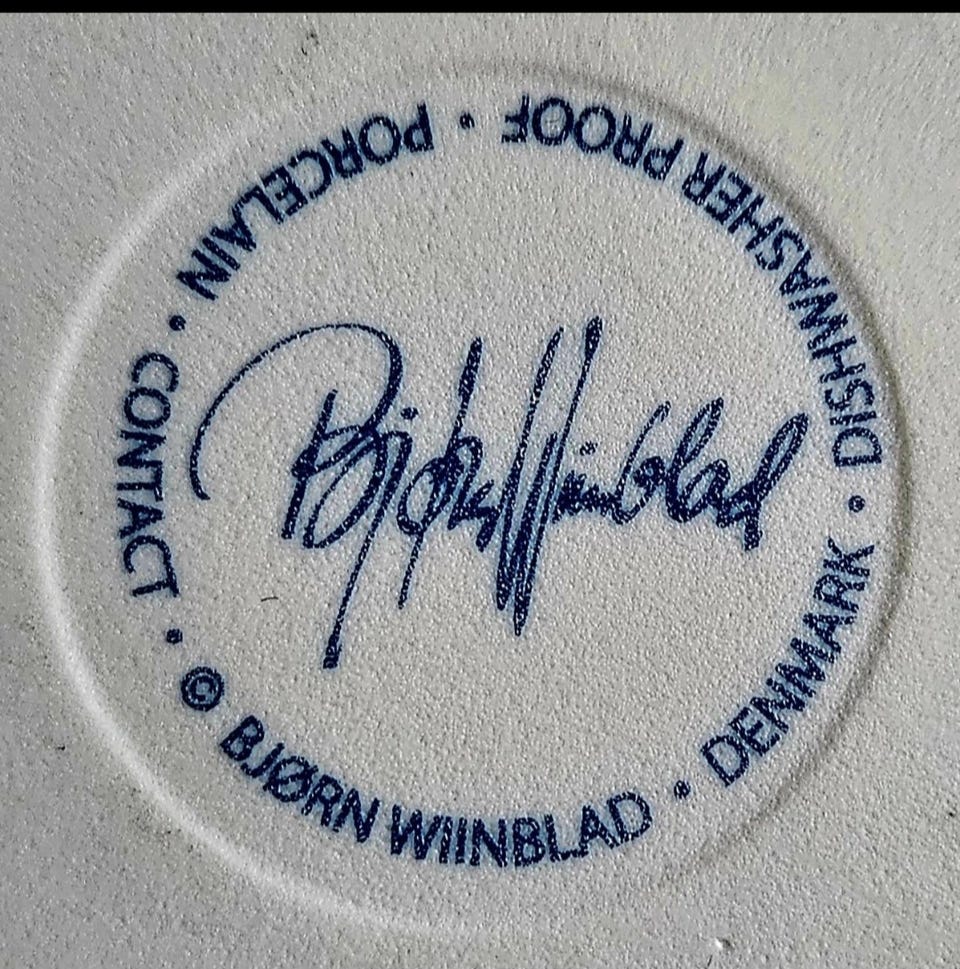 © BJØRN WIINBLAD • DENMARK • DISHWASHER PROOF • PORCELAIN • CONTACT •
Bjørn Wiinblad